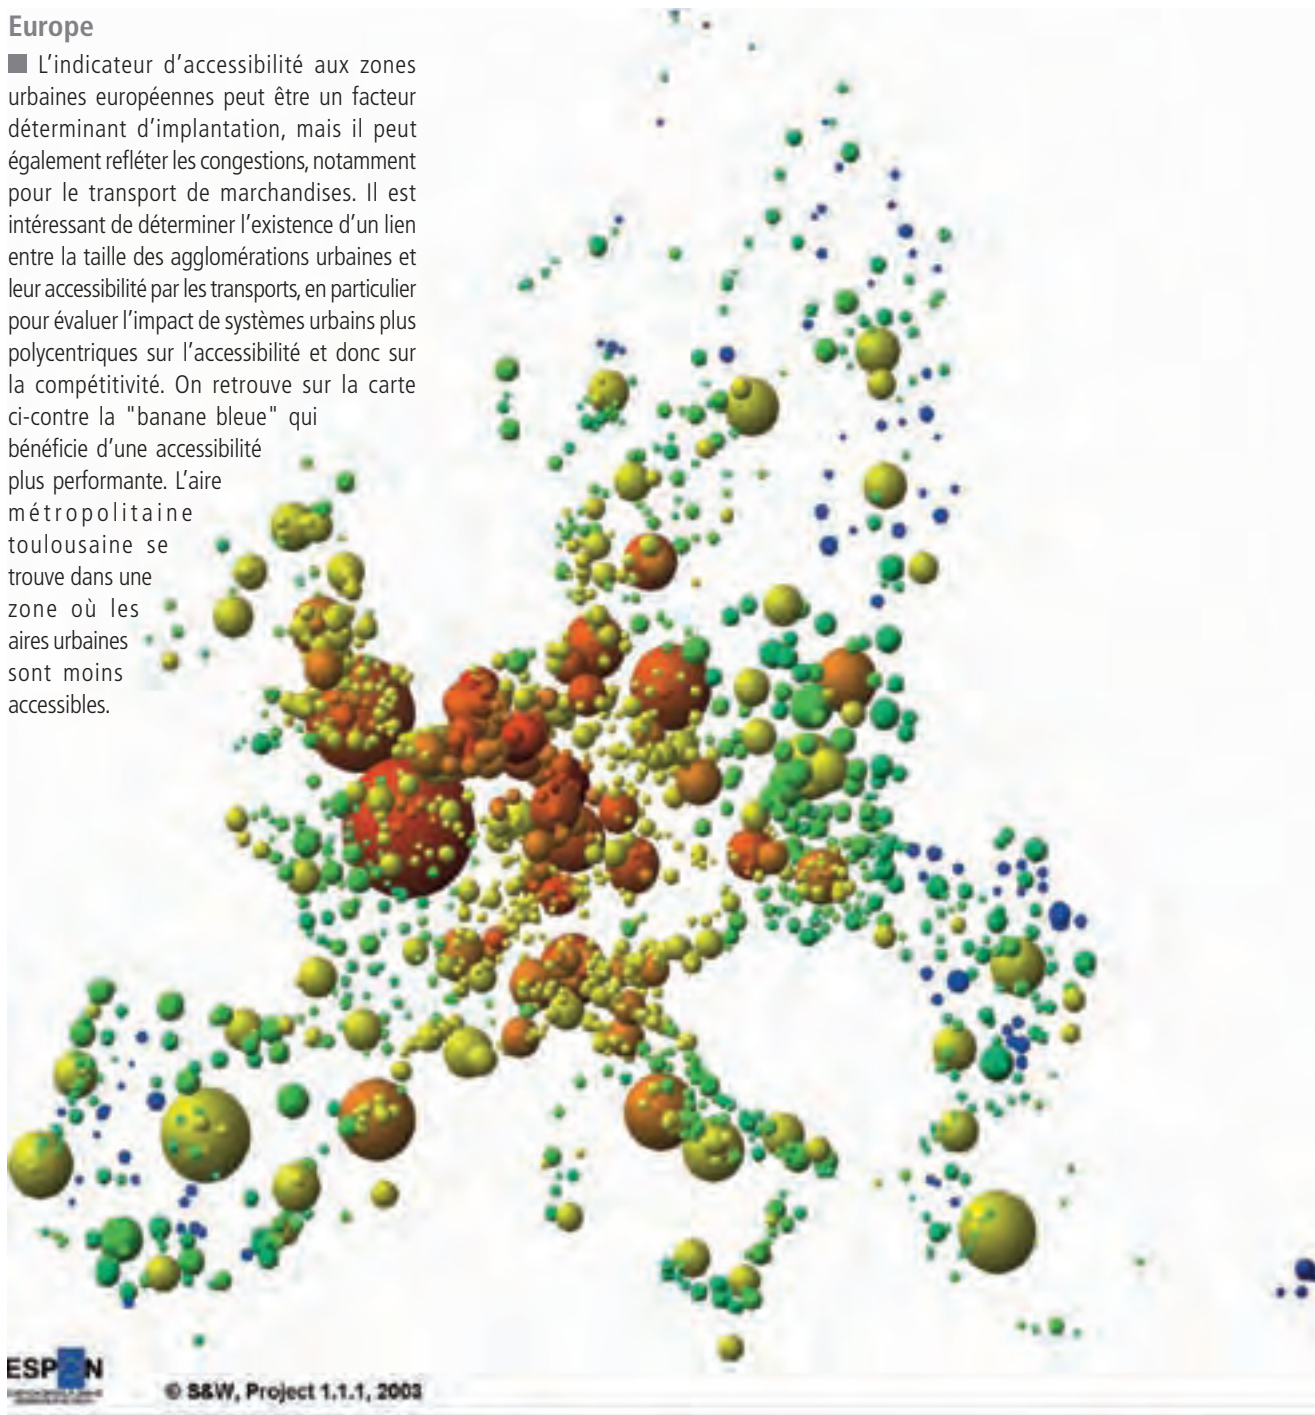 Europe
■ L'indicateur d'accessibilité aux zones
urbaines européennes peut être un facteur
déterminant d'implantation, mais il peut
également refléter les congestions, notamment
pour le transport de marchandises. Il est
intéressant de déterminer l'existence d'un lien
entre la taille des agglomérations urbaines et
leur accessibilité par les transports, en particulier
pour évaluer l'impact de systèmes urbains plus
polycentriques sur l'accessibilité et donc sur
la compétitivité. On retrouve sur la carte
ci-contre la "banane bleue" qui
bénéficie d'une accessibilité
plus performante. L'aire
métropolitaine
toulousaine se
trouve dans une
zone où les
aires urbaines
sont moins
accessibles.
ESPON
© S&W, Project 1.1.1, 2003